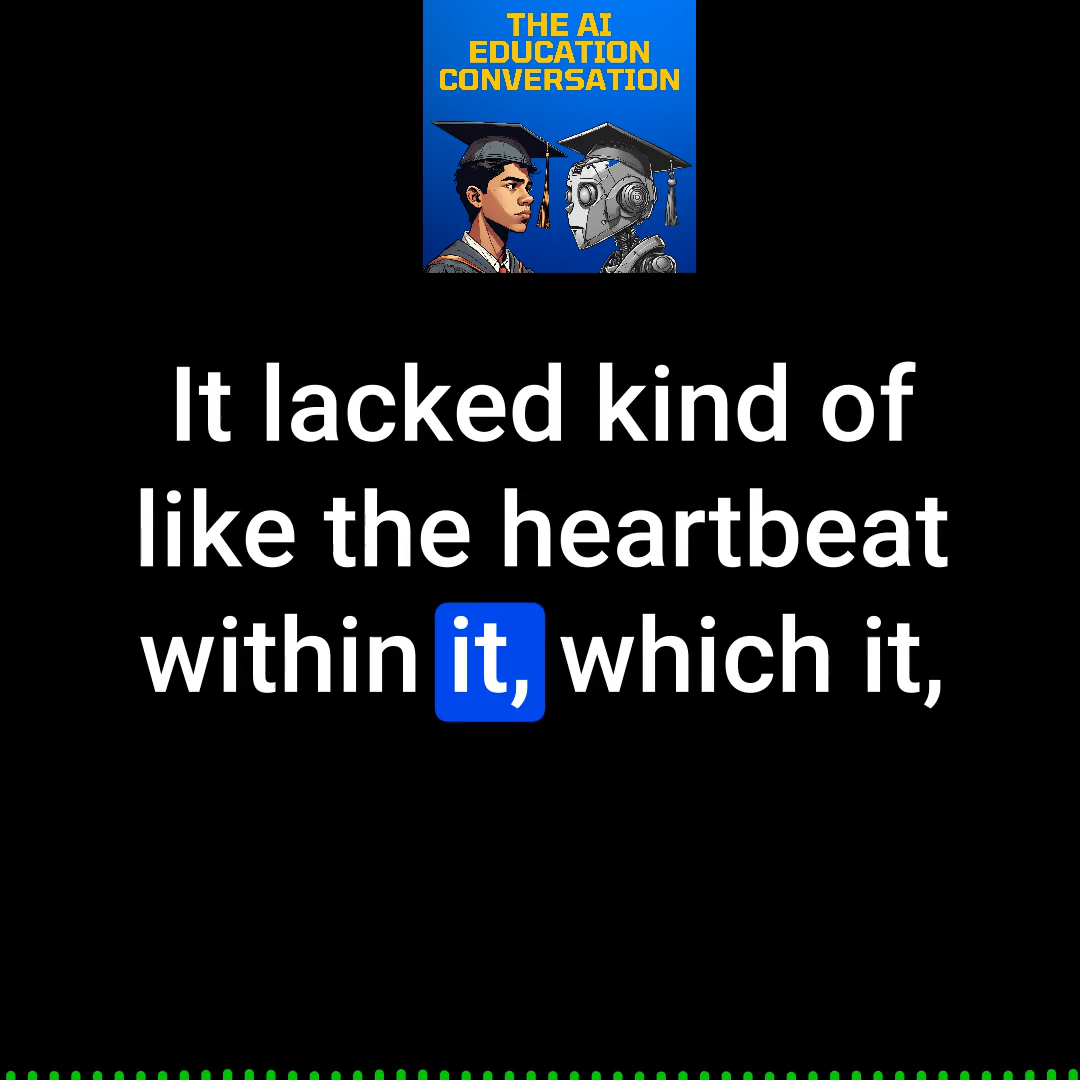 THE AI
EDUCATION
CONVERSATION
It lacked kind of
like the heartbeat
within it, which it,